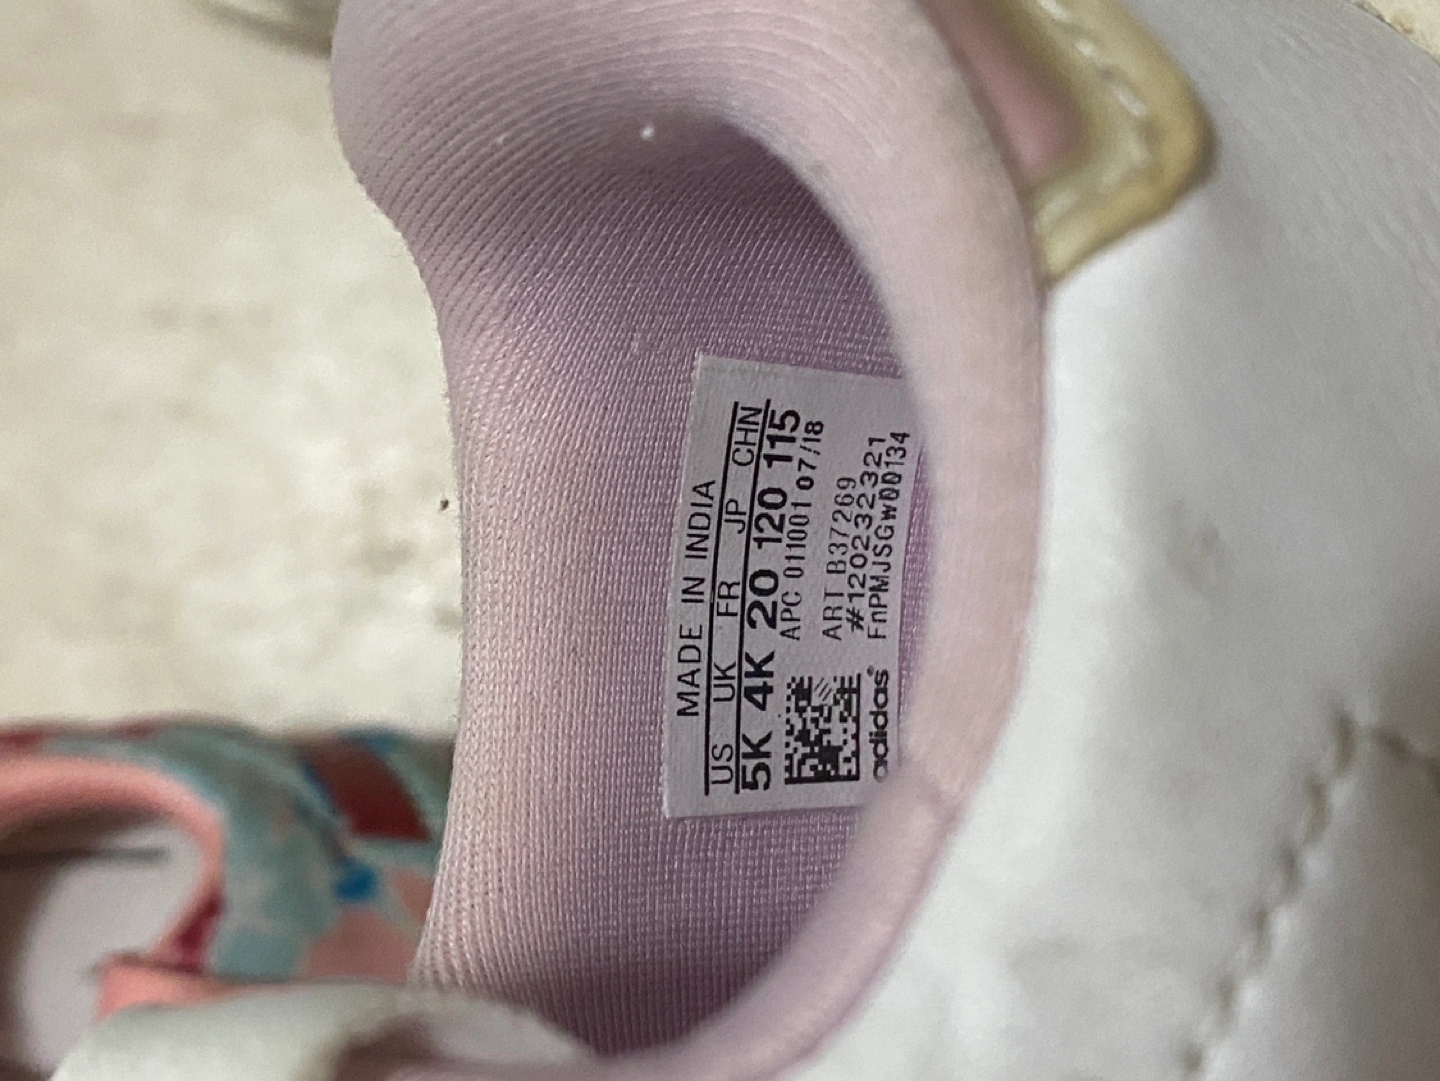 MADE IN INDIA
US UK FR JP CHN
5K 4K 20 120 115
APC 011001 07/18
ART B37269
#120232321
FnPMJSGW00134
adidas